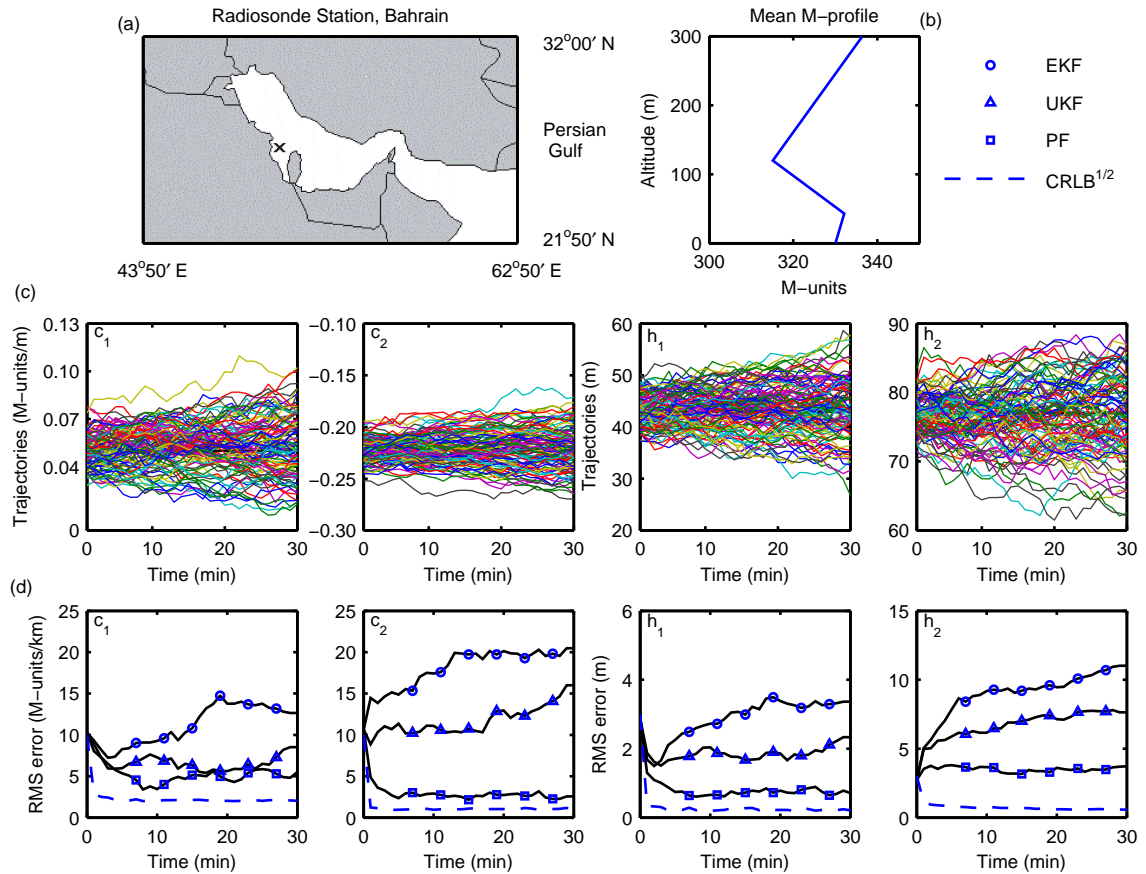 (a) Radiosonde Station, Bahrain
32°00′ N
Persian
Gulf
21°50′ N
43°50′ E 62°50′ E
Mean M−profile (b)
Altitude (m)
300
200
100
0
300 320 340
M−units
EKF
UKF
PF
CRLB1/2
(c)
Trajectories (M−units/m)
c1
0.13
0.10
0.07
0.04
0
0 10 20 30
Time (min)
c2
−0.10
−0.15
−0.20
−0.25
−0.30
0 10 20 30
Time (min)
Trajectories (m)
h1
60
50
40
30
20
0 10 20 30
Time (min)
h2
90
80
70
60
0 10 20 30
Time (min)
(d)
RMS error (M−units/km)
c1
25
20
15
10
5
0
0 10 20 30
Time (min)
c2
25
20
15
10
5
0
0 10 20 30
Time (min)
RMS error (m)
h1
6
4
2
0
0 10 20 30
Time (min)
h2
15
10
5
0
0 10 20 30
Time (min)